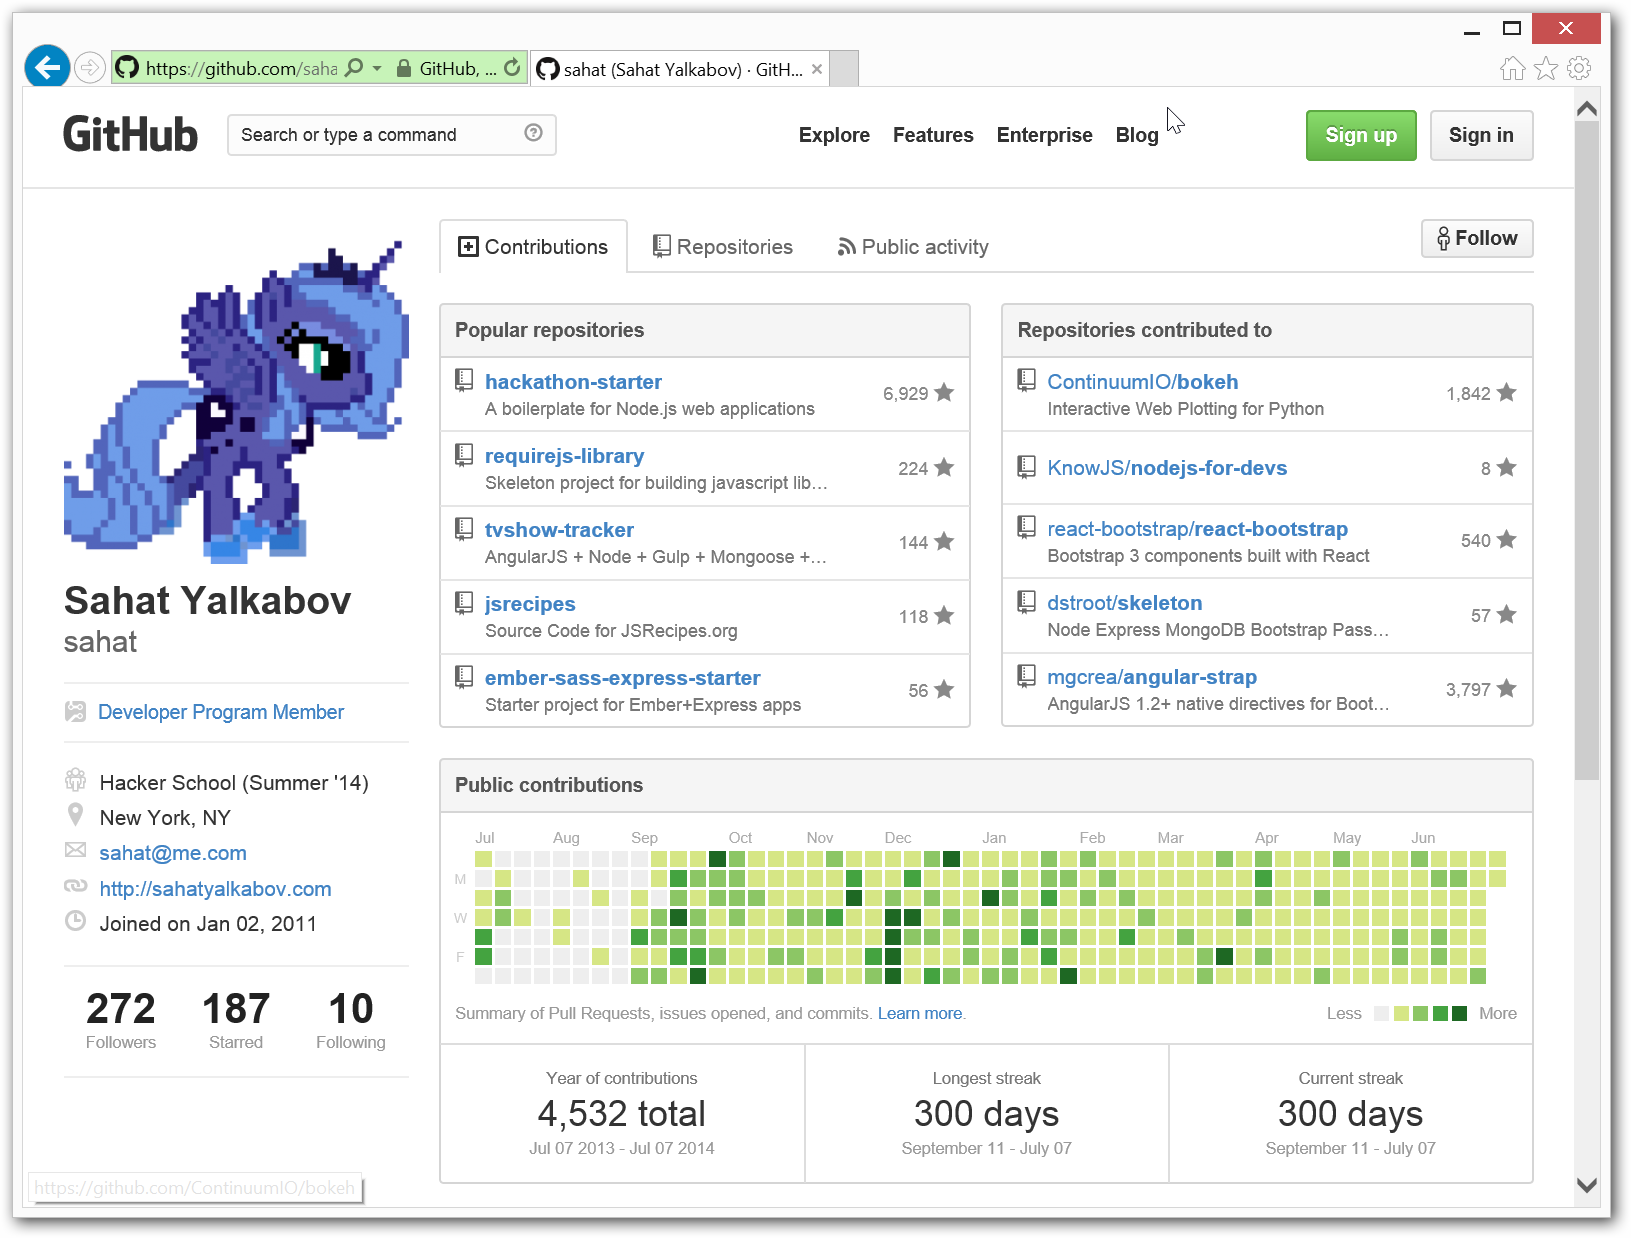 https://github.com/saha
GitHub, ...
sahat (Sahat Yalkabov) · GitH...
GitHub
Search or type a command
Explore
Features
Enterprise
Blog
Sign up
Sign in
Contributions
Repositories
Public activity
Follow
Sahat Yalkabov
sahat
Developer Program Member
Hacker School (Summer '14)
New York, NY
sahat@me.com
http://sahatyalkabov.com
Joined on Jan 02, 2011
272 187 10
Followers Starred Following
Popular repositories
hackathon-starter
A boilerplate for Node.js web applications
6,929
requirejs-library
Skeleton project for building javascript lib...
224
tvshow-tracker
AngularJS + Node + Gulp + Mongoose +...
144
jsrecipes
Source Code for JSRecipes.org
118
ember-sass-express-starter
Starter project for Ember+Express apps
56
Repositories contributed to
ContinuumIO/bokeh
Interactive Web Plotting for Python
1,842
KnowJS/nodejs-for-devs
8
react-bootstrap/react-bootstrap
Bootstrap 3 components built with React
540
dstroot/skeleton
Node Express MongoDB Bootstrap Pass...
57
mgcrea/angular-strap
AngularJS 1.2+ native directives for Boot...
3,797
Public contributions
Jul Aug Sep Oct Nov Dec Jan Feb Mar Apr May Jun
M
W
F
Summary of Pull Requests, issues opened, and commits. Learn more.
Less More
Year of contributions
4,532 total
Jul 07 2013 - Jul 07 2014
Longest streak
300 days
September 11 - July 07
Current streak
300 days
September 11 - July 07
https://github.com/ContinuumIO/bokeh